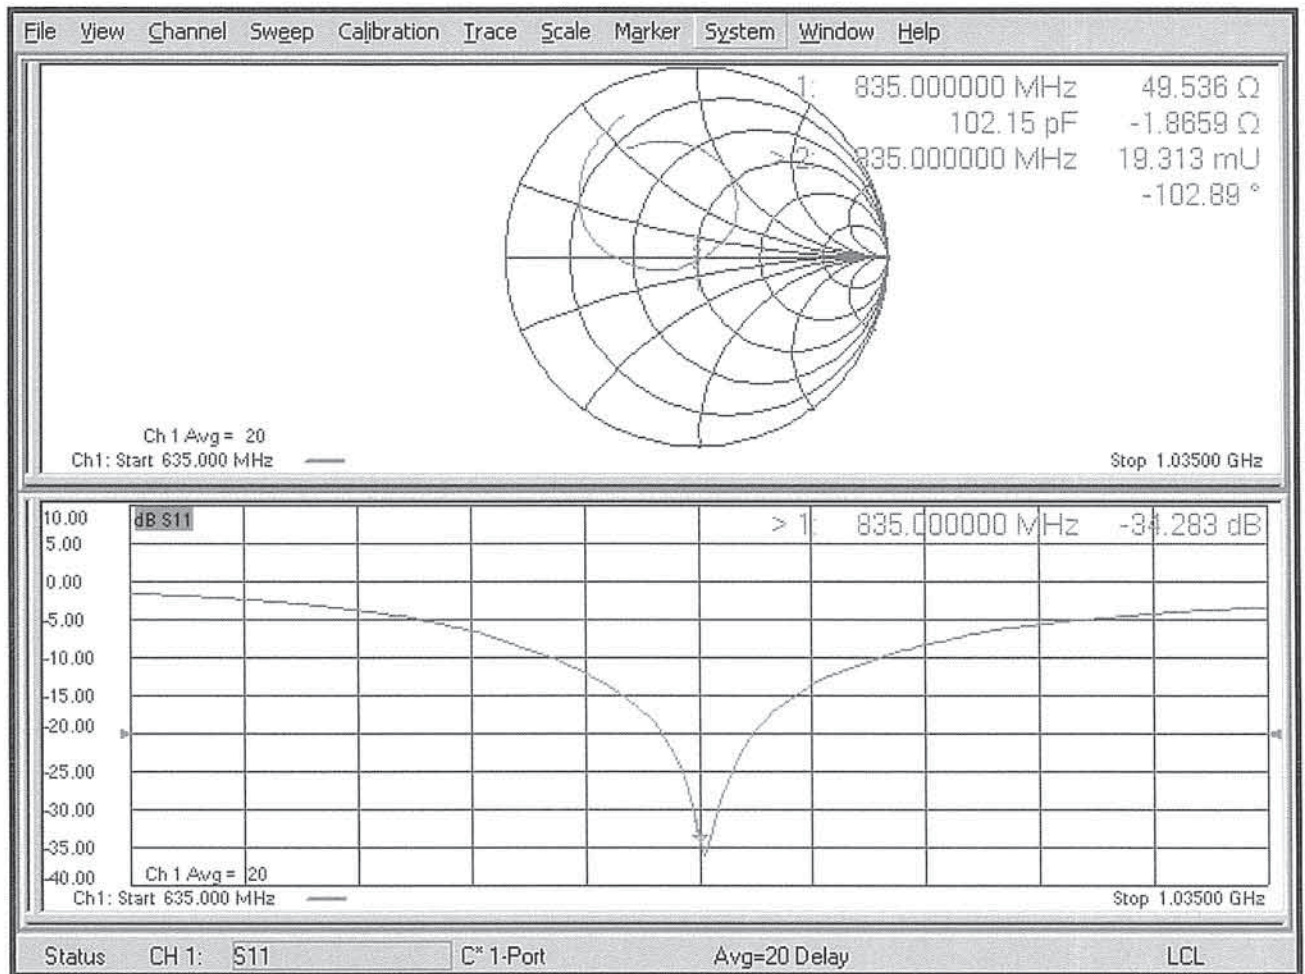 File View Channel Sweep Calibration Trace Scale Marker System Window Help
1: 835.000000 MHz 49.536 Ω
102.15 pF -1.8659 Ω
> 2: 835.000000 MHz 19.313 mU
-102.89 °
Ch 1 Avg = 20
Ch1: Start 635.000 MHz
Stop 1.03500 GHz
10.00
dB S11
> 1: 835.000000 MHz -34.283 dB
5.00
0.00
-5.00
-10.00
-15.00
-20.00
-25.00
-30.00
-35.00
-40.00
Ch 1 Avg = 20
Ch1: Start 635.000 MHz
Stop 1.03500 GHz
Status CH 1: S11 C* 1-Port Avg=20 Delay LCL